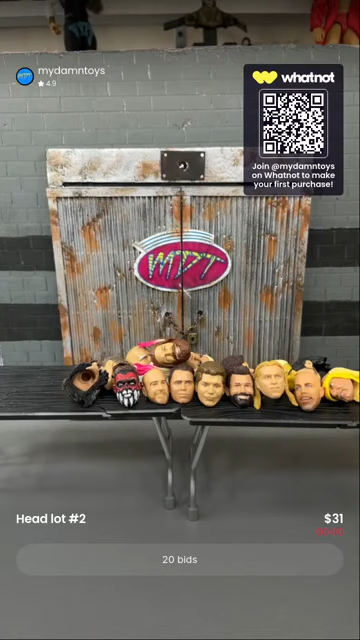 mydamntoys
4.9
whatnot
Join @mydamntoys
on Whatnot to make
your first purchase!
MDT
Head lot #2
$31
20 bids